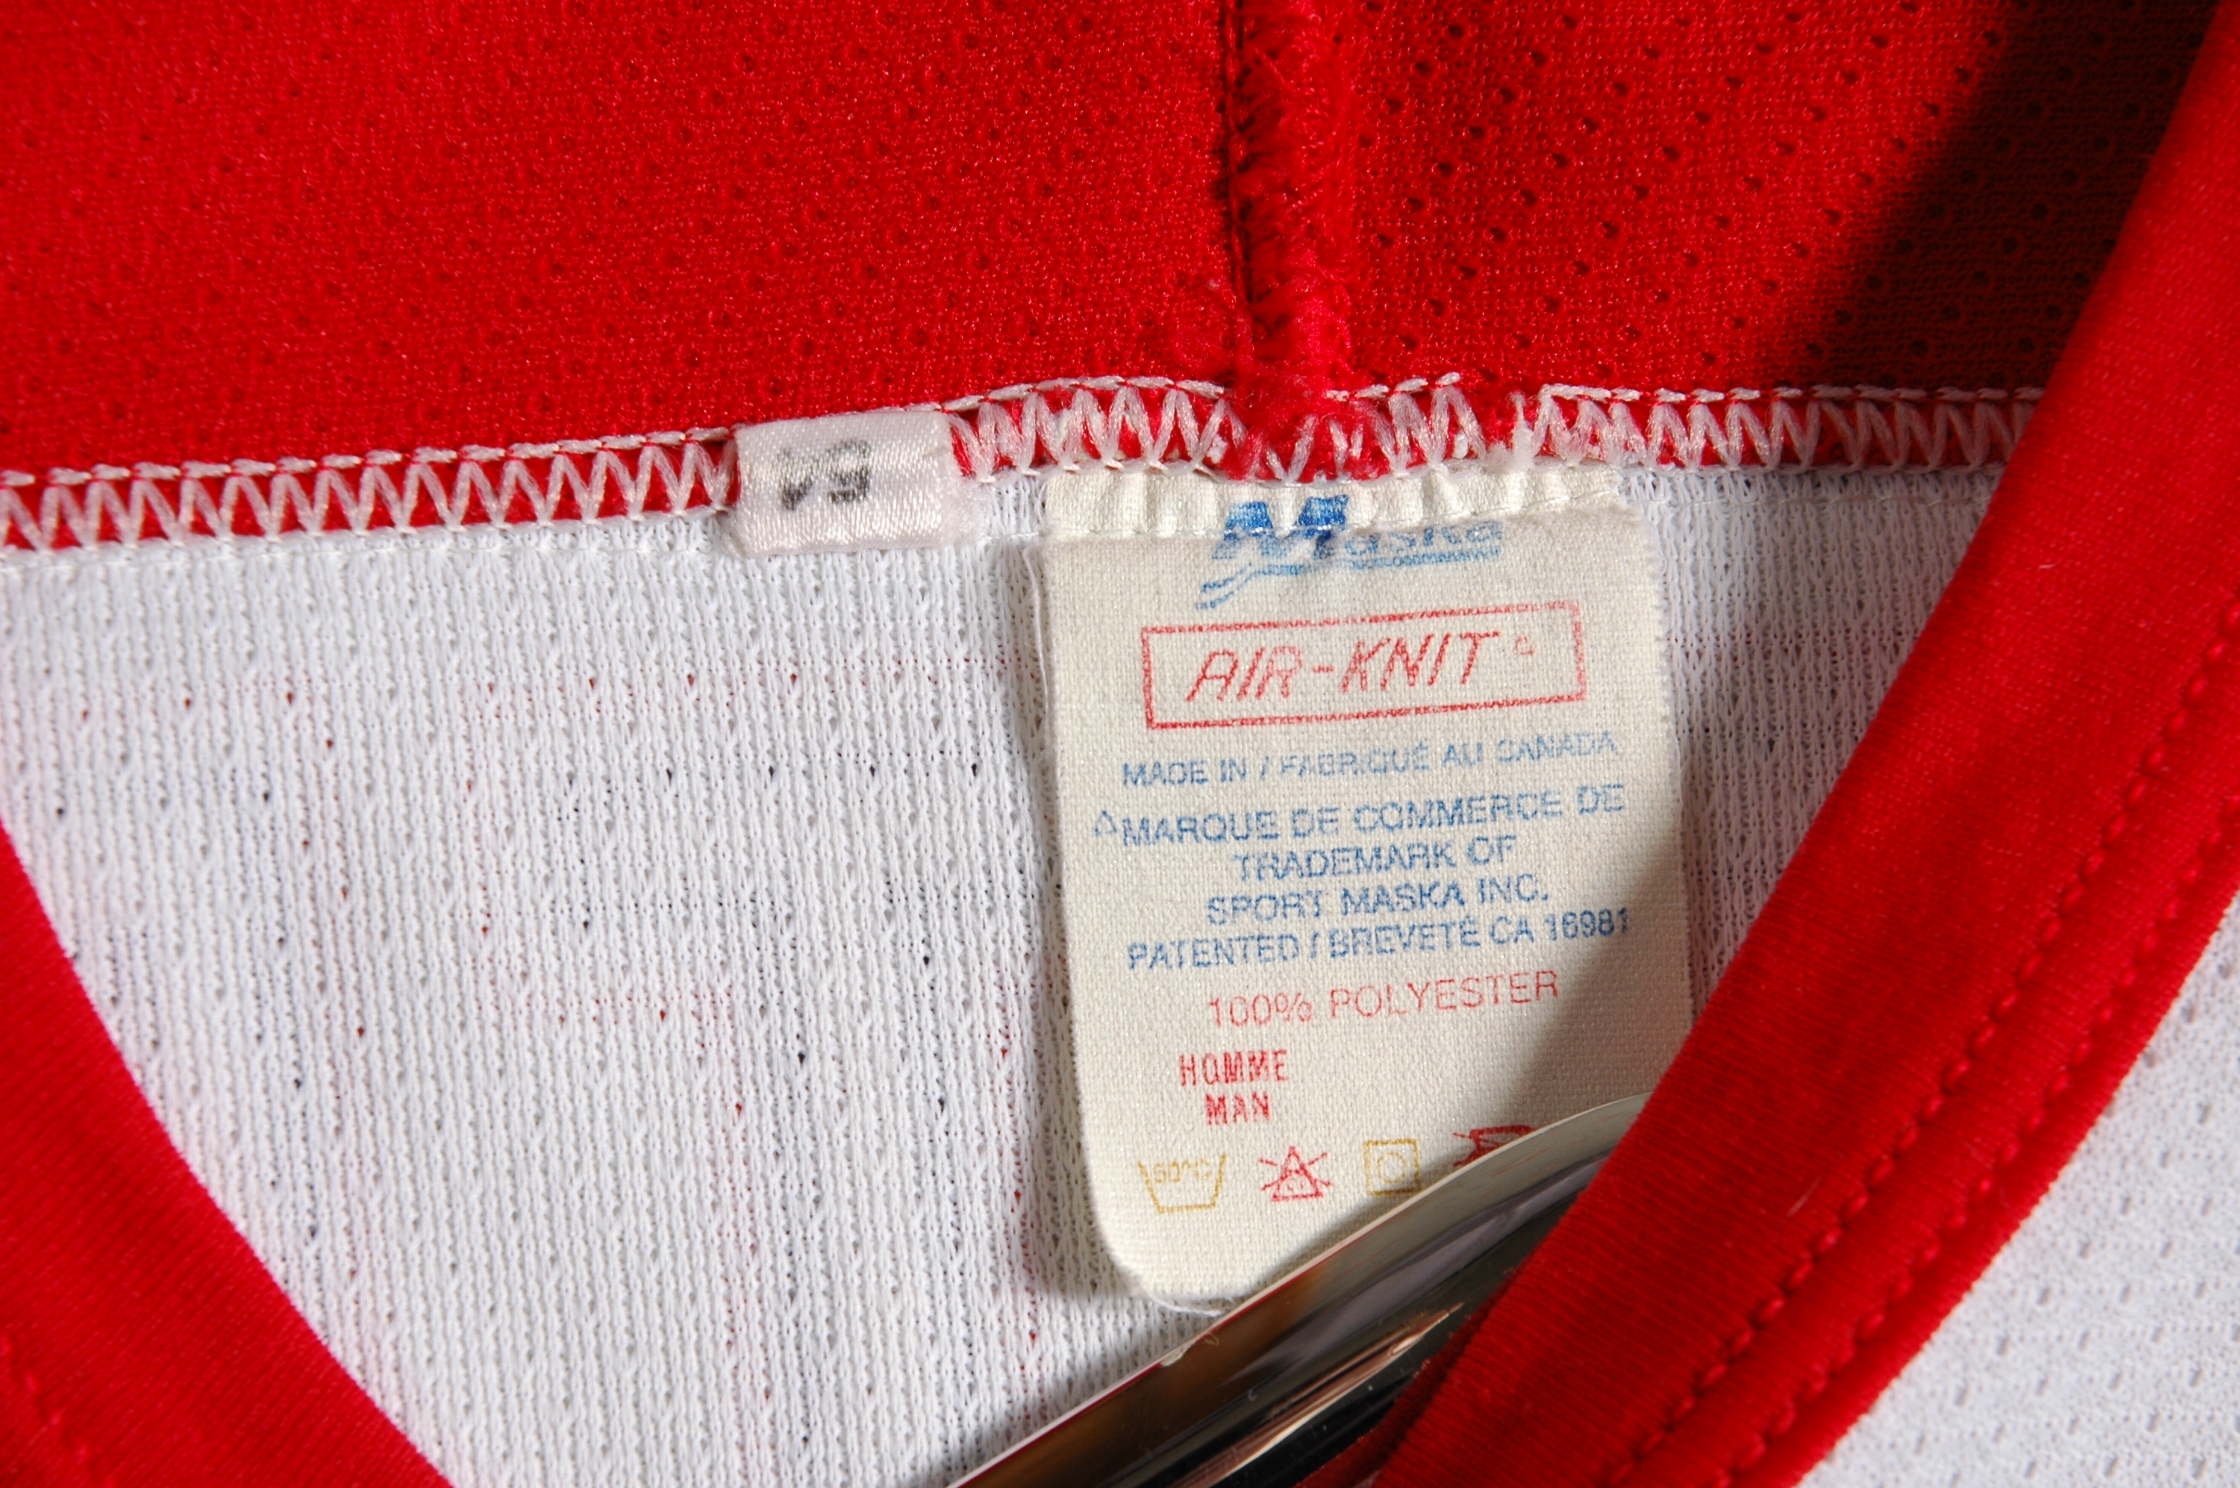 54
Maska
AIR-KNIT
MADE IN / FABRIQUÉ AU CANADA
△MARQUE DE COMMERCE DE
TRADEMARK OF
SPORT MASKA INC.
PATENTED / BREVETÉ CA 16981
100% POLYESTER
HOMME
MAN
50°C